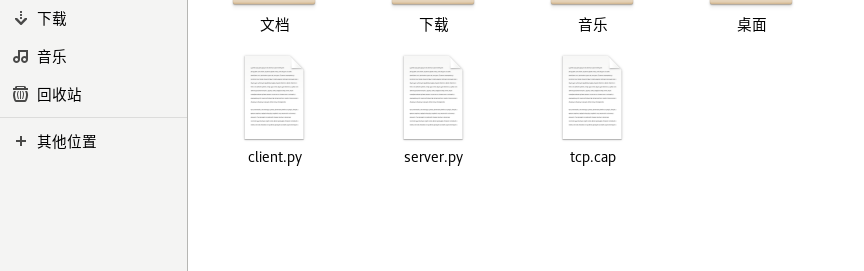 下载
音乐
回收站
其他位置
文档
下载
音乐
桌面
client.py
server.py
tcp.cap